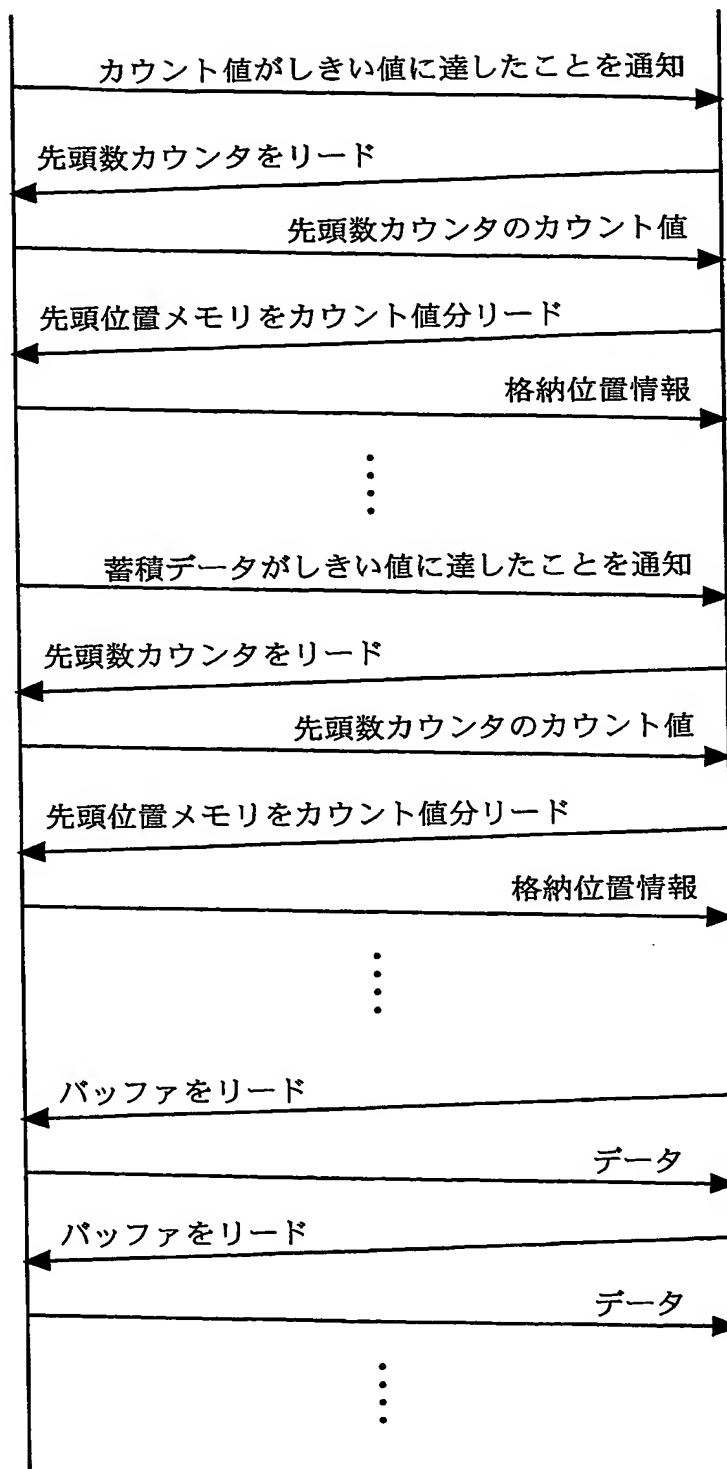 カウント値がしきい値に達したことを通知
先頭数カウンタをリード
先頭数カウンタのカウント値
先頭位置メモリをカウント値分リード
格納位置情報
蓄積データがしきい値に達したことを通知
先頭数カウンタをリード
先頭数カウンタのカウント値
先頭位置メモリをカウント値分リード
格納位置情報
バッファをリード
データ
バッファをリード
データ